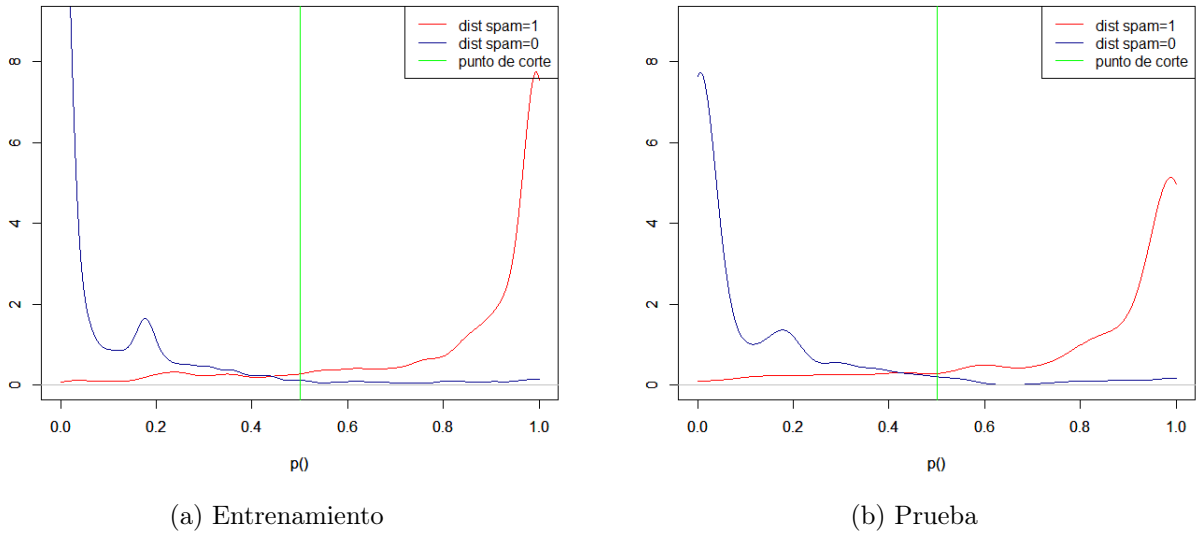 dist spam=1
dist spam=0
punto de corte
8
6
4
2
0
0.0 0.2 0.4 0.6 0.8 1.0
p()
(a) Entrenamiento
dist spam=1
dist spam=0
punto de corte
8
6
4
2
0
0.0 0.2 0.4 0.6 0.8 1.0
p()
(b) Prueba